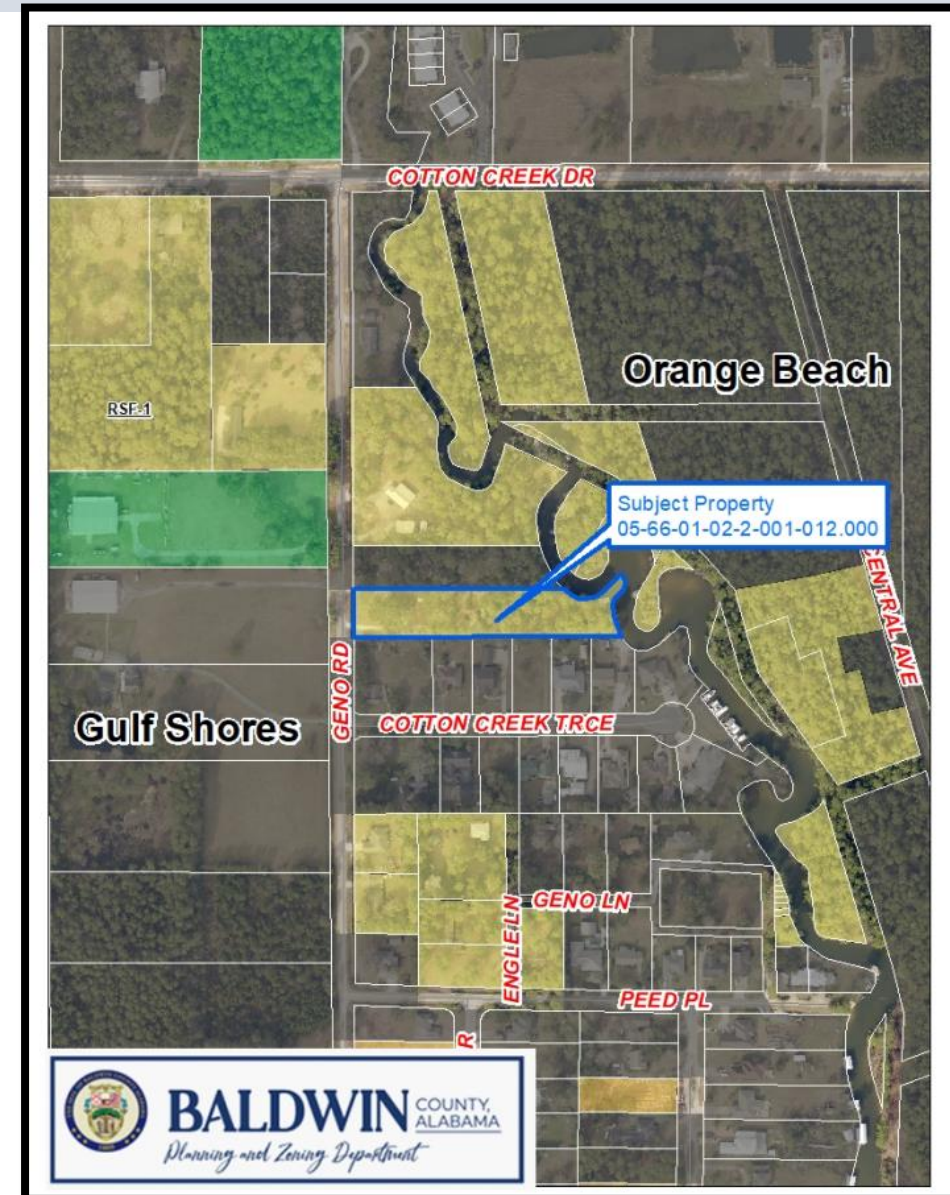 COTTON CREEK DR
Orange Beach
RSF-1
Subject Property
05-66-01-02-2-001-012.000
CENTRAL AVE
GENO RD
Gulf Shores
COTTON CREEK TRCE
GENO LN
ENGLE LN
PEED PL
R
BALDWIN COUNTY, ALABAMA
Planning and Zoning Department